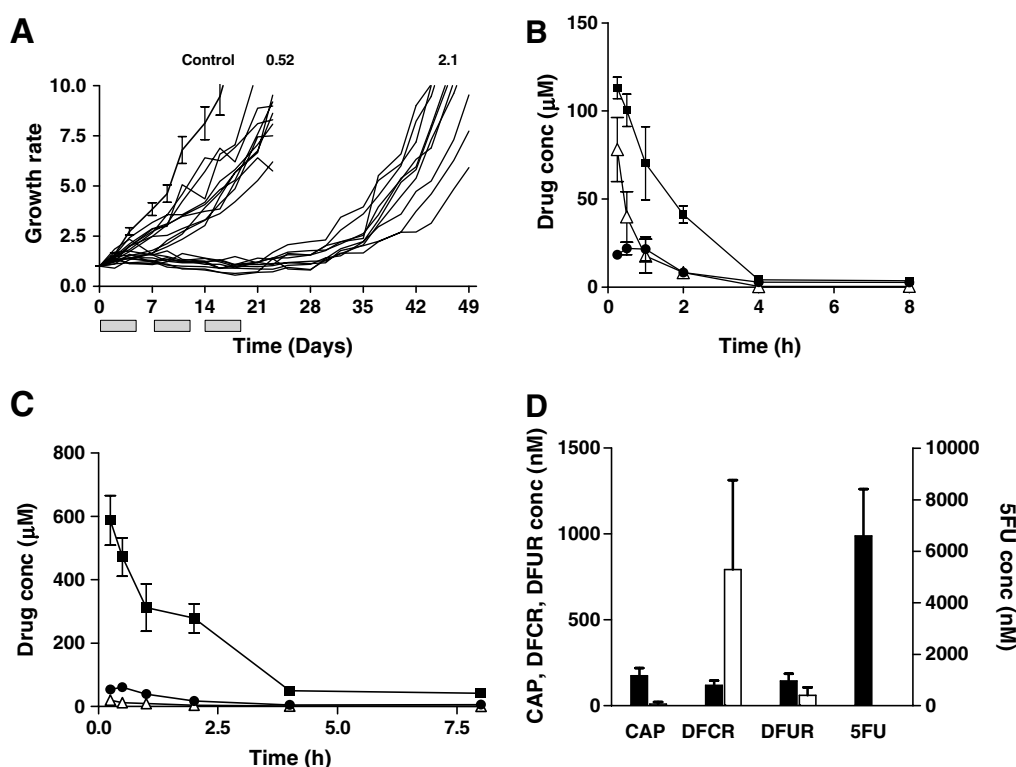 A
Control 0.52 2.1
10.0
7.5
5.0
2.5
0.0
Growth rate
0 7 14 21 28 35 42 49
Time (Days)
B
150
100
50
0
Drug conc (μM)
0 2 4 6 8
Time (h)
C
800
600
400
200
0
Drug conc (μM)
0.0 2.5 5.0 7.5
Time (h)
D
CAP, DFCR, DFUR conc (nM)
1500
1000
500
0
10000
8000
6000
4000
2000
0
5FU conc (nM)
CAP DFCR DFUR 5FU